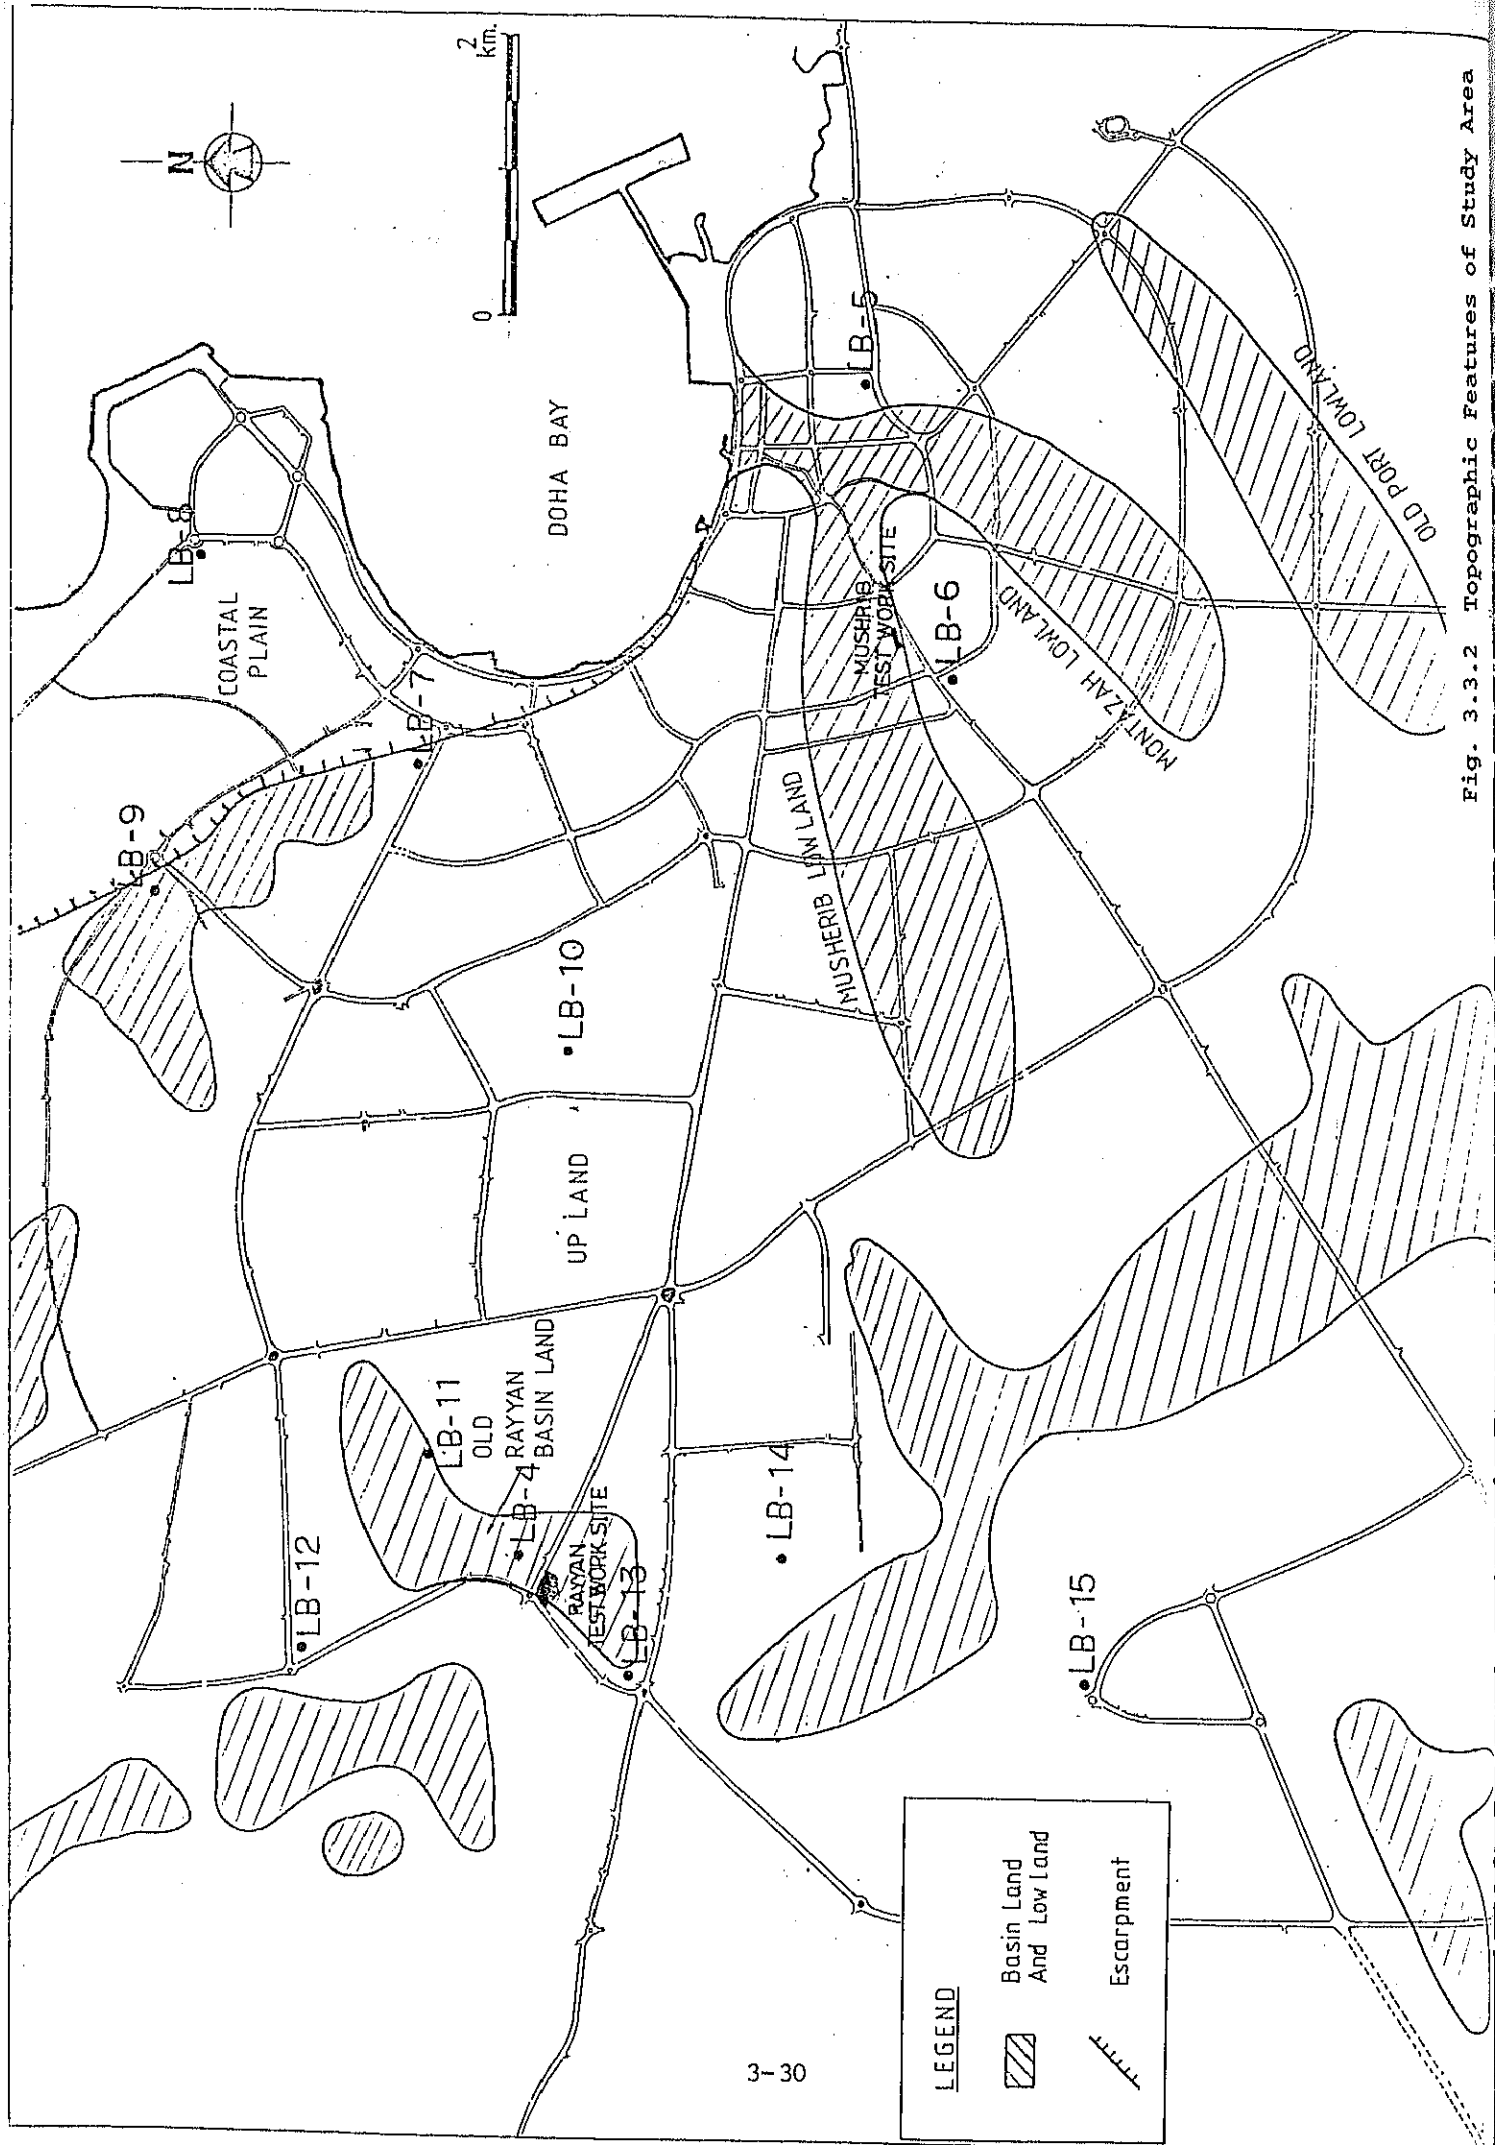 N
0
2
km.
LB-8
COASTAL
PLAIN
DOHA BAY
LB-9
LB-7
LB-5
LB-10
MUSHRIB
TEST WORK SITE
LB-6
MUSHERIB LOW LAND
MONTAZAH LOWLAND
OLD PORT LOWLAND
UP LAND
LB-11
OLD
RAYYAN
BASIN LAND
LB-4
LB-12
RAYYAN
TEST WORK SITE
LB-13
LB-14
LB-15
LEGEND
Basin Land
And Low land
Escarpment
Fig. 3.3.2 Topographic Features of Study Area
3-30